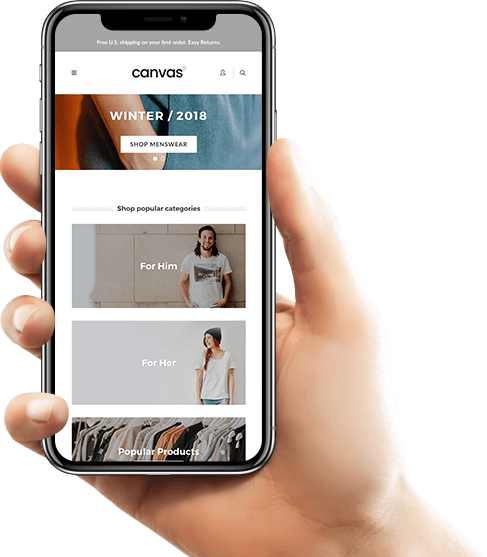 Free U.S. shipping on your first order. Easy Returns.
canvas
WINTER / 2018
SHOP MENSWEAR
Shop popular categories
For Him
For Her
Popular Products